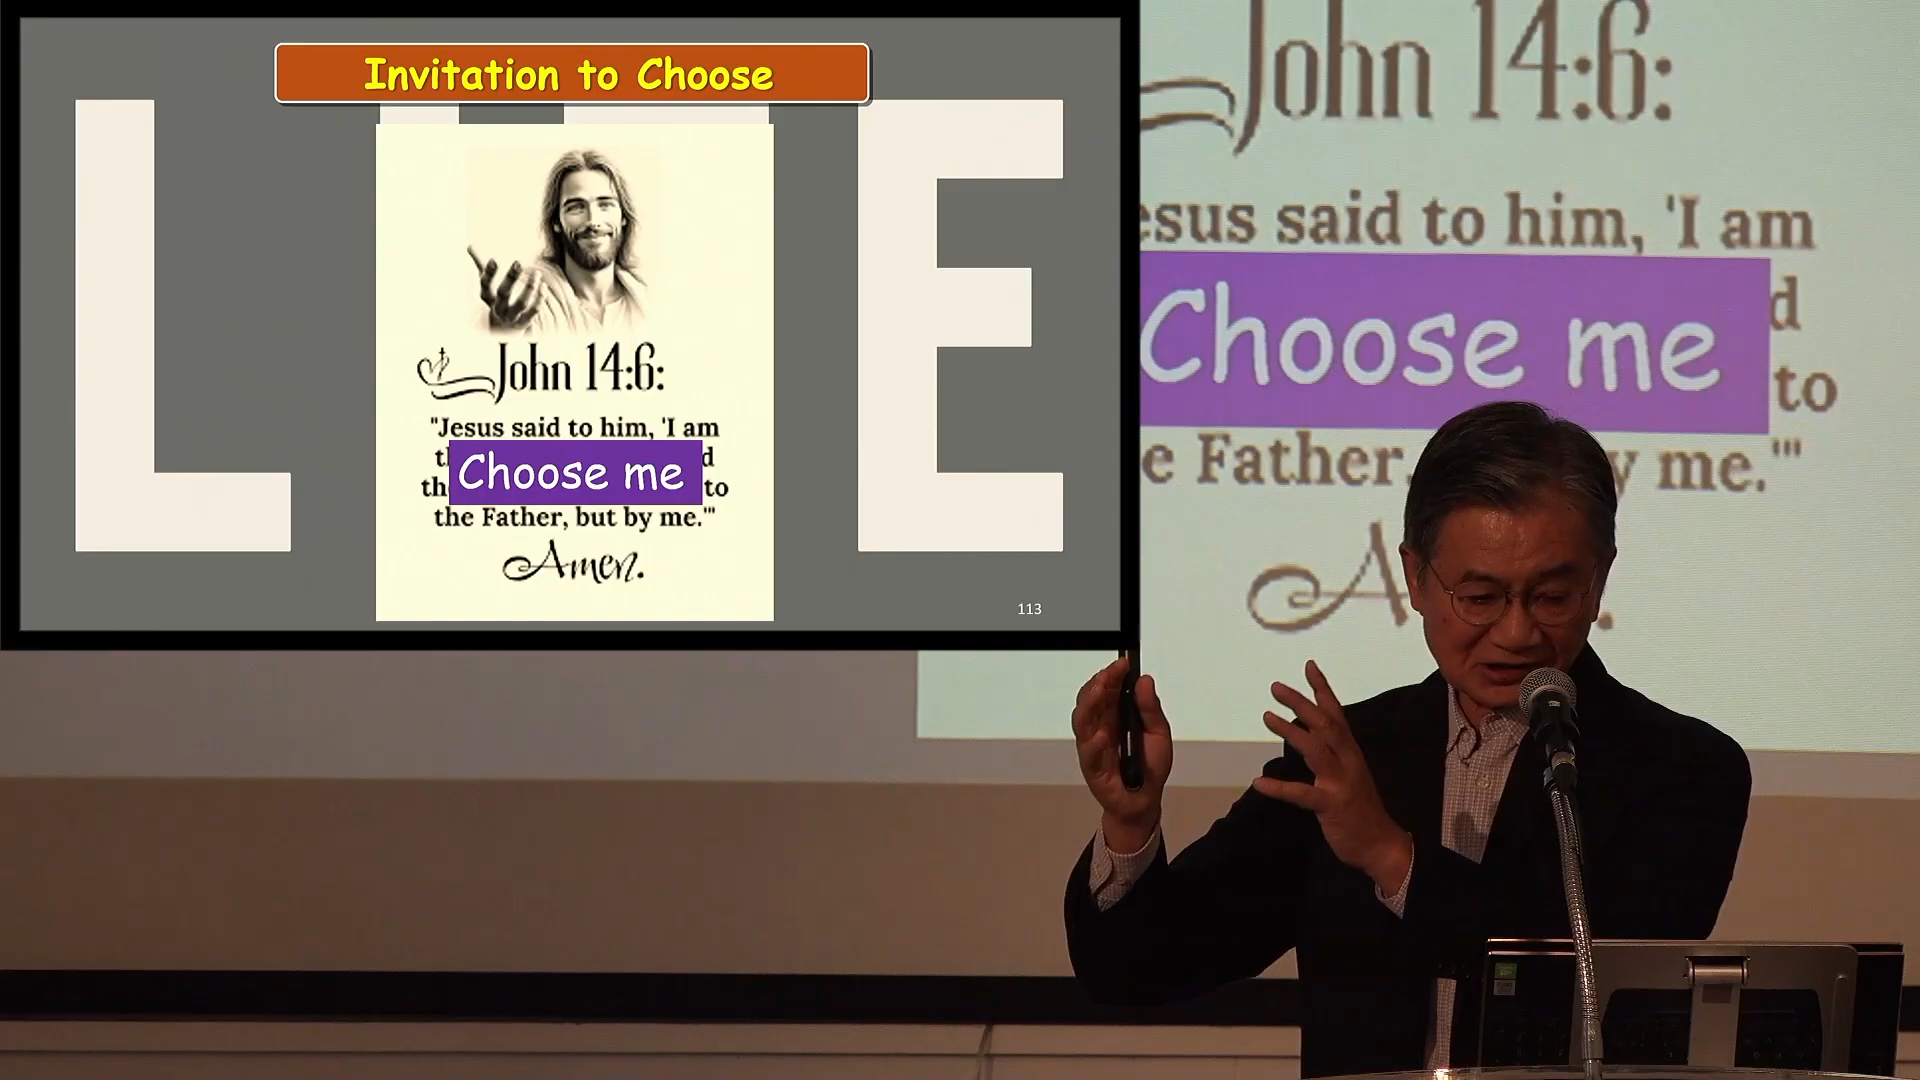 Invitation to Choose
L E
John 14:6:
"Jesus said to him, 'I am
Choose me
d
th to
the Father, but by me.'"
Amen.
113
John 14:6:
esus said to him, 'I am
d
Choose me
to
e Father, y me.'"
A .